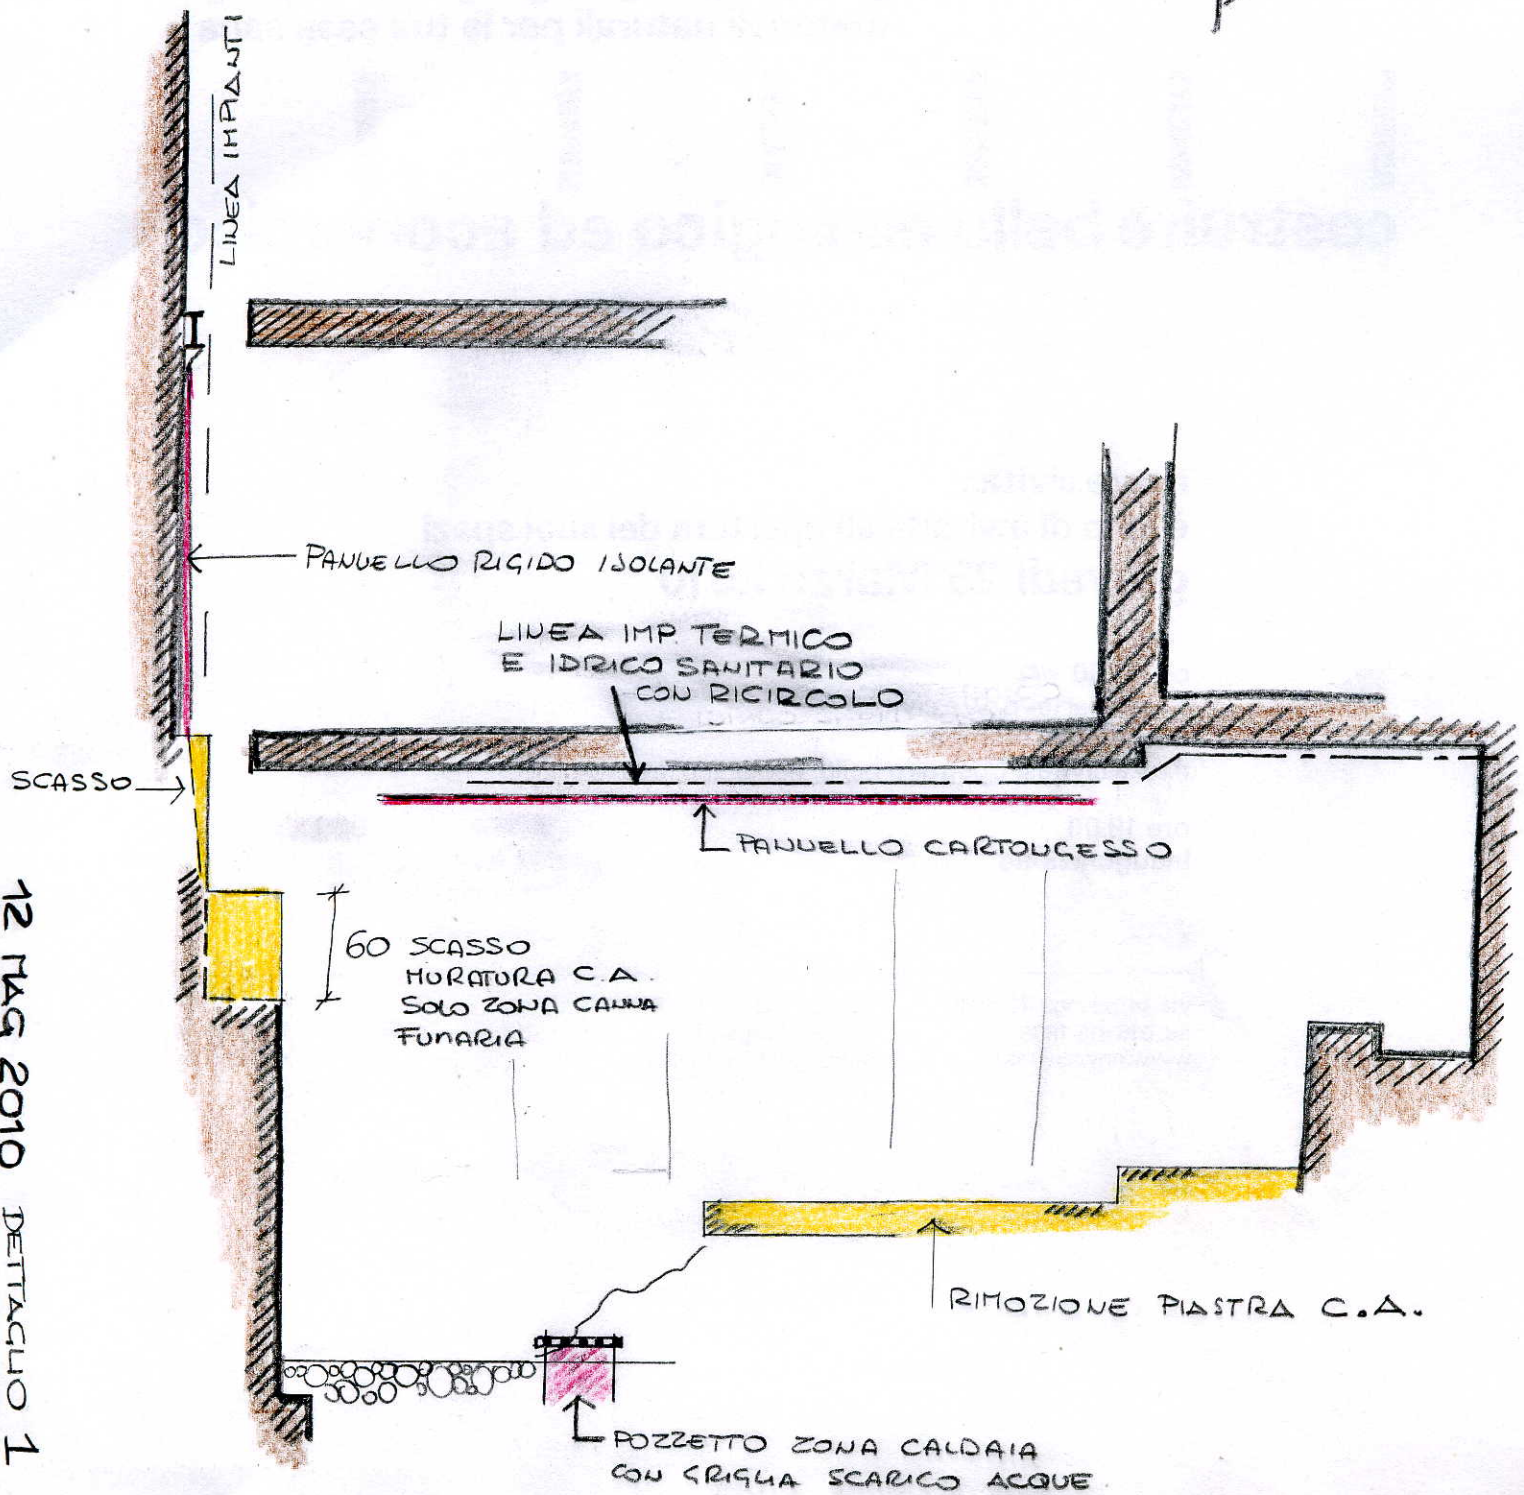 LINEA IMPIANTI
PANNELLO RIGIDO ISOLANTE
LINEA IMP. TERMICO
E IDRICO SANITARIO
CON RICIRCOLO
SCASSO
PANNELLO CARTONGESSO
60 SCASSO
MURATURA C.A.
SOLO ZONA CANNA
FUMARIA
RIMOZIONE PIASTRA C.A.
POZZETTO ZONA CALDAIA
CON GRIGLIA SCARICO ACQUE
12 MAG 2010 DETTAGLIO 1